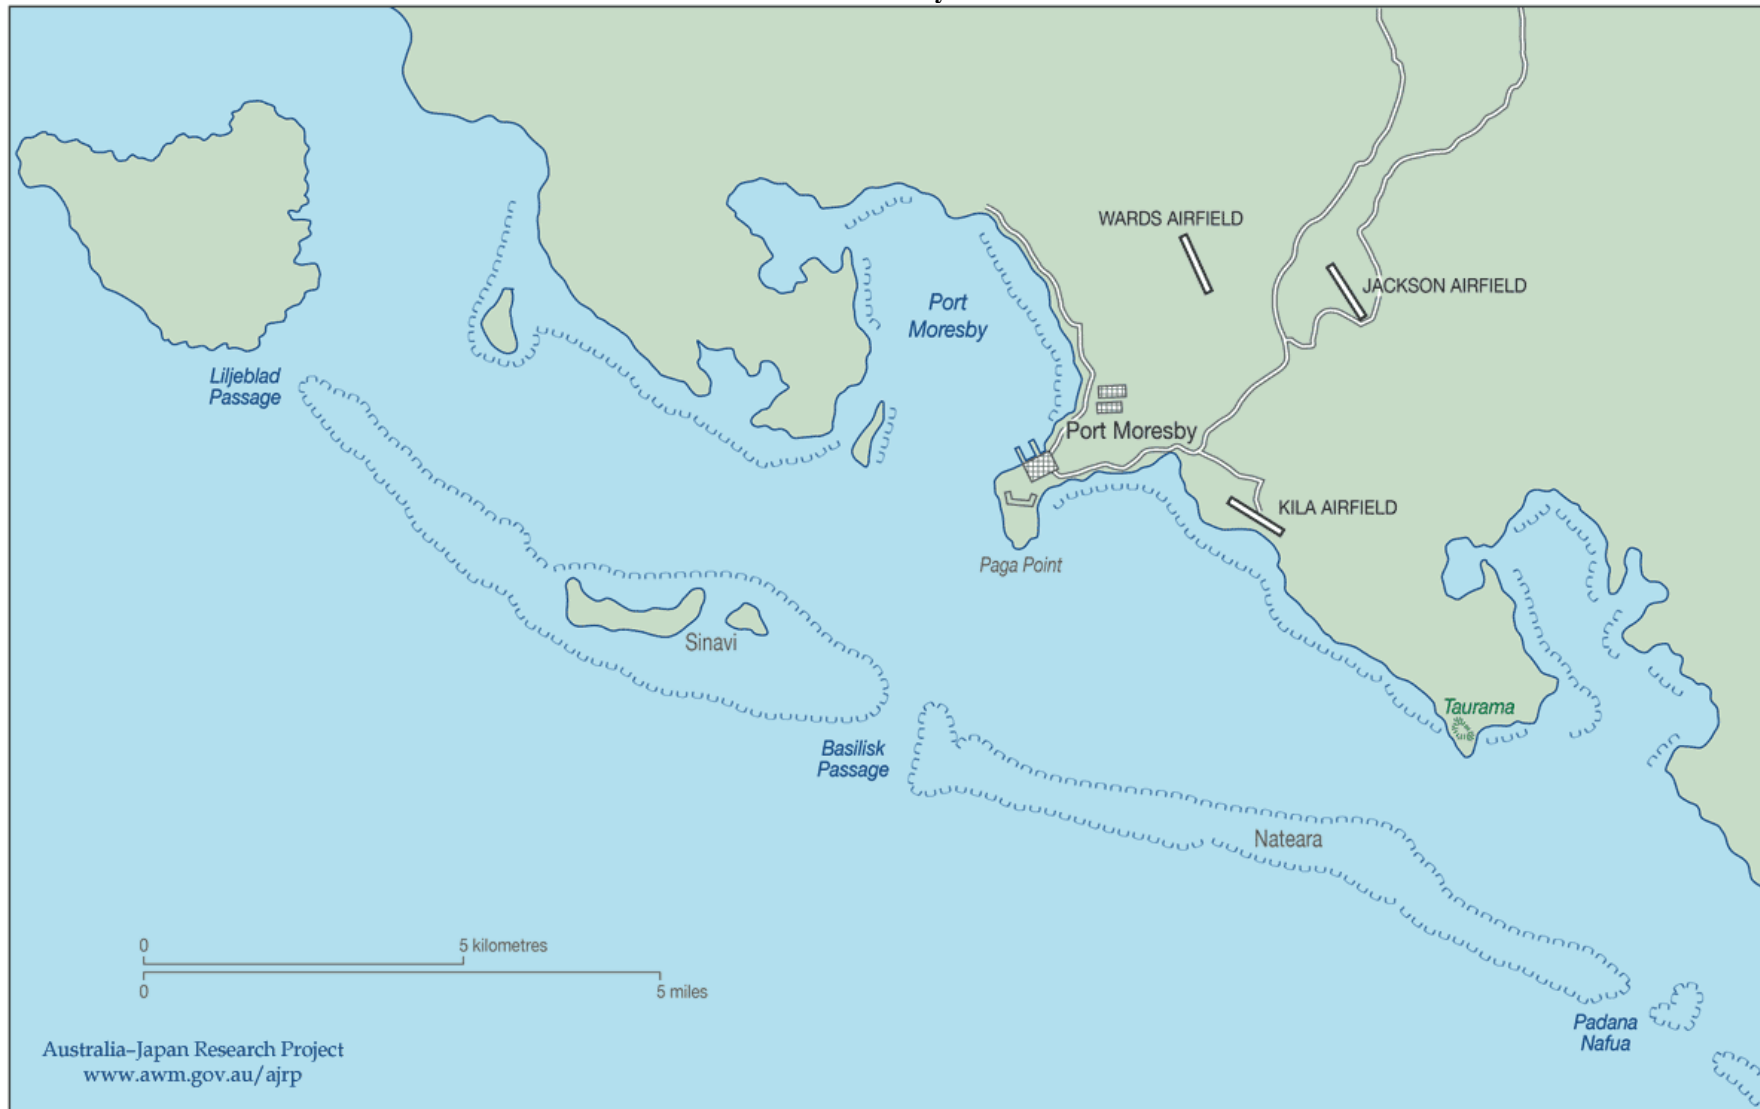 WARDS AIRFIELD
JACKSON AIRFIELD
Port
Moresby
Liljeblad
Passage
Port Moresby
KILA AIRFIELD
Paga Point
Sinavi
Taurama
Basilisk
Passage
Nateara
0
5 kilometres
0
5 miles
Padana
Nafua
Australia–Japan Research Project
www.awm.gov.au/ajrp